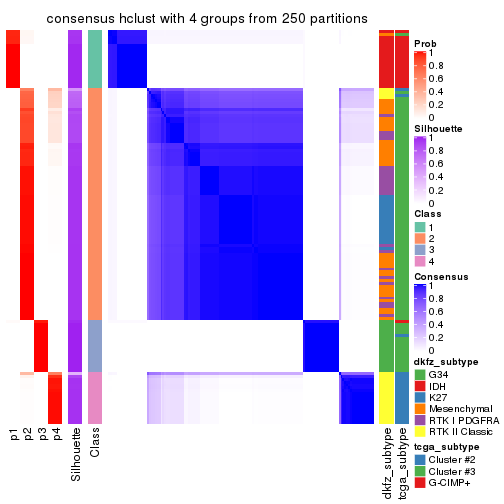 consensus hclust with 4 groups from 250 partitions
Prob
1
0.8
0.6
0.4
0.2
0
Silhouette
1
0.8
0.6
0.4
0.2
0
Class
1
2
3
4
Consensus
1
0.8
0.6
0.4
0.2
0
dkfz_subtype
G34
IDH
K27
Mesenchymal
RTK I PDGFRA
RTK II Classic
tcga_subtype
Cluster #2
Cluster #3
G-CIMP+
p1
p2
p3
p4
Silhouette
Class
dkfz_subtype
tcga_subtype